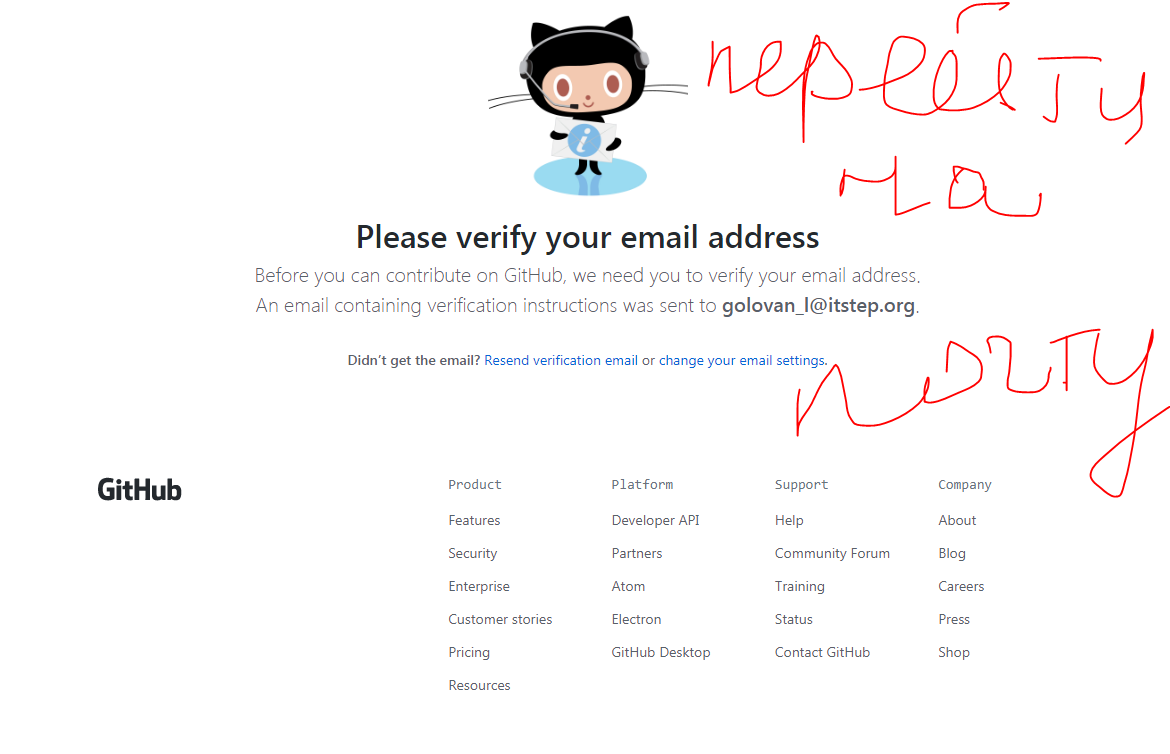 перейти
на
Please verify your email address
Before you can contribute on GitHub, we need you to verify your email address.
An email containing verification instructions was sent to golovan_l@itstep.org.
Didn’t get the email? Resend verification email or change your email settings.
почту
GitHub
Product
Features
Security
Enterprise
Customer stories
Pricing
Resources
Platform
Developer API
Partners
Atom
Electron
GitHub Desktop
Support
Help
Community Forum
Training
Status
Contact GitHub
Company
About
Blog
Careers
Press
Shop